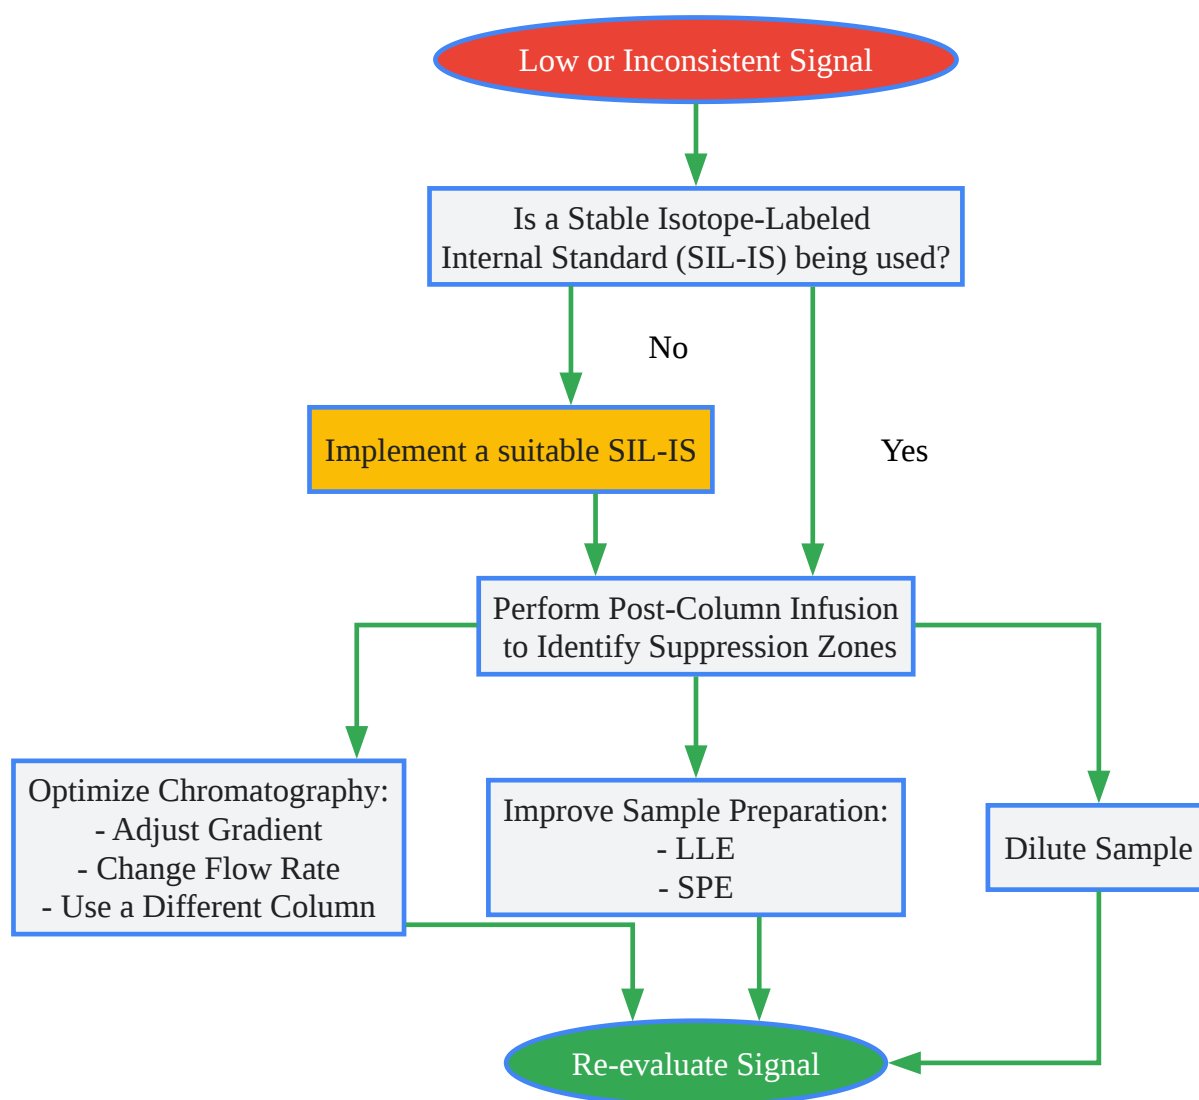 Low or Inconsistent Signal
Is a Stable Isotope-Labeled
Internal Standard (SIL-IS) being used?
No
Implement a suitable SIL-IS
Yes
Perform Post-Column Infusion
to Identify Suppression Zones
Optimize Chromatography:
- Adjust Gradient
- Change Flow Rate
- Use a Different Column
Improve Sample Preparation:
- LLE
- SPE
Dilute Sample
Re-evaluate Signal